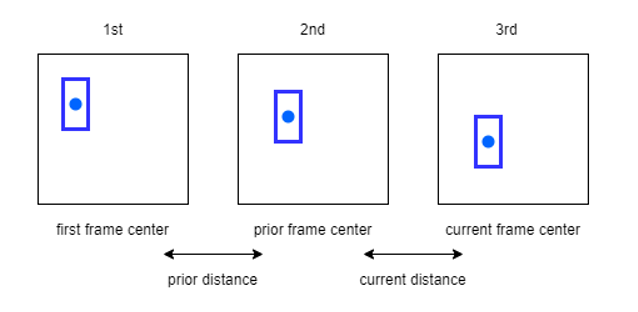 1st
2nd
3rd
first frame center
prior frame center
current frame center
prior distance
current distance